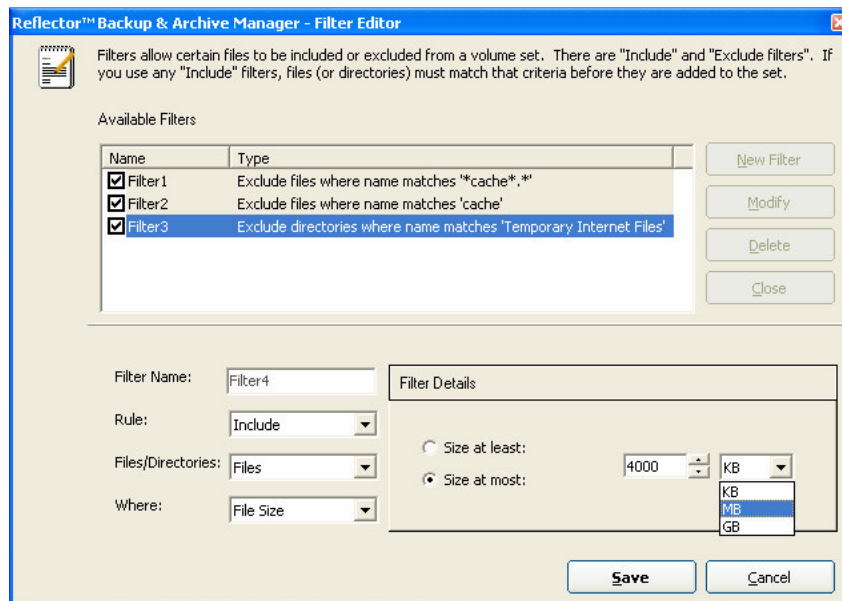 Reflector™ Backup & Archive Manager - Filter Editor
Filters allow certain files to be included or excluded from a volume set. There are "Include" and "Exclude filters". If
you use any "Include" filters, files (or directories) must match that criteria before they are added to the set.
Available Filters
Name Type
Filter1 Exclude files where name matches '*cache*.*'
Filter2 Exclude files where name matches 'cache'
Filter3 Exclude directories where name matches 'Temporary Internet Files'
New Filter
Modify
Delete
Close
Filter Name: Filter4
Rule: Include
Files/Directories: Files
Where: File Size
Filter Details
Size at least:
Size at most: 4000 KB
KB
MB
GB
Save Cancel